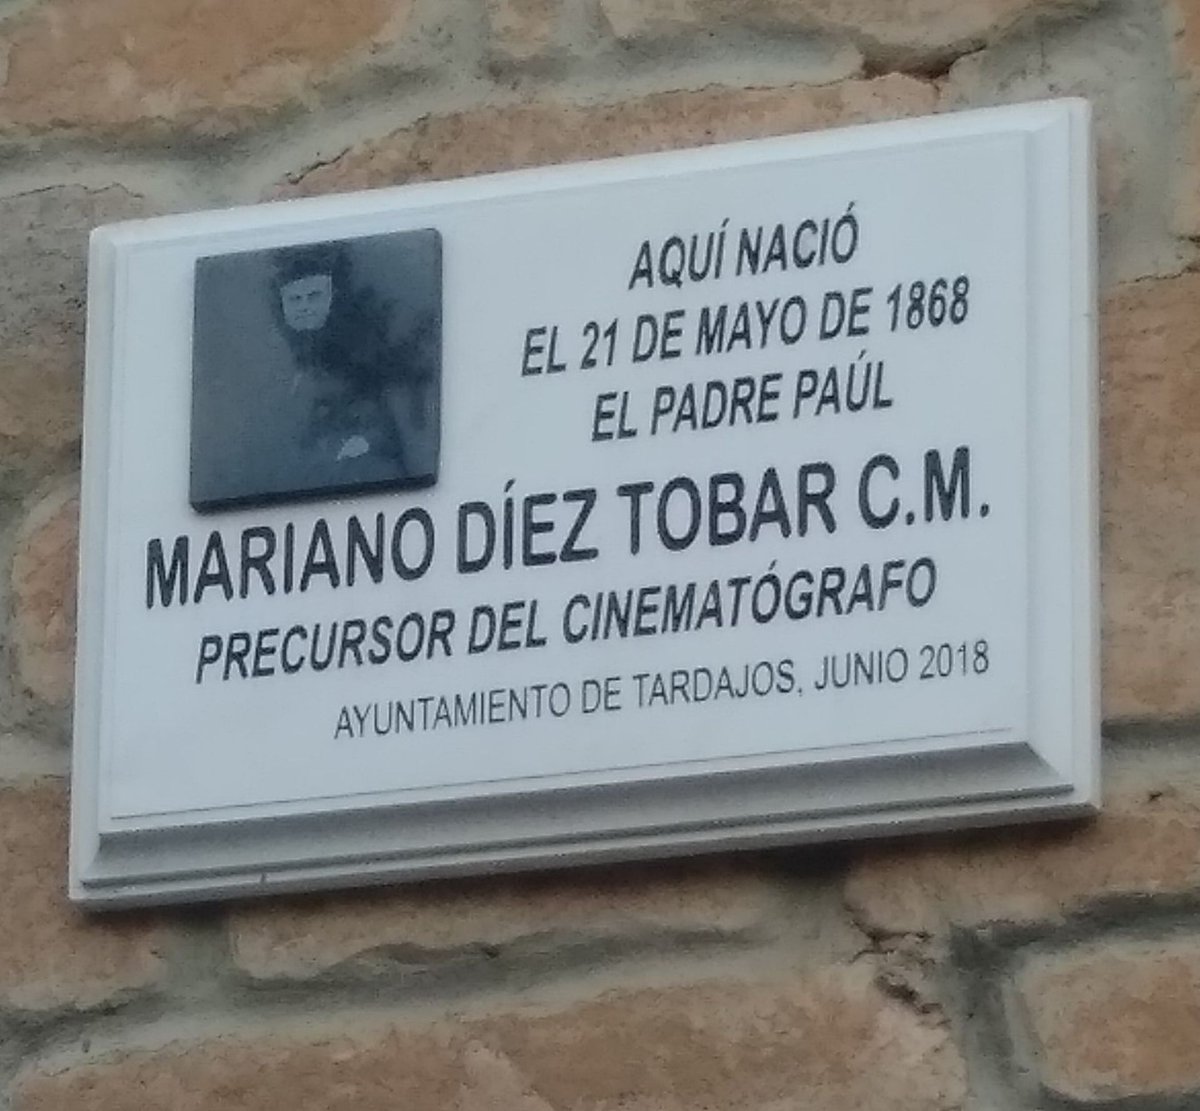 AQUÍ NACIÓ
EL 21 DE MAYO DE 1868
EL PADRE PAÚL
MARIANO DÍEZ TOBAR C.M.
PRECURSOR DEL CINEMATÓGRAFO
AYUNTAMIENTO DE TARDAJOS, JUNIO 2018